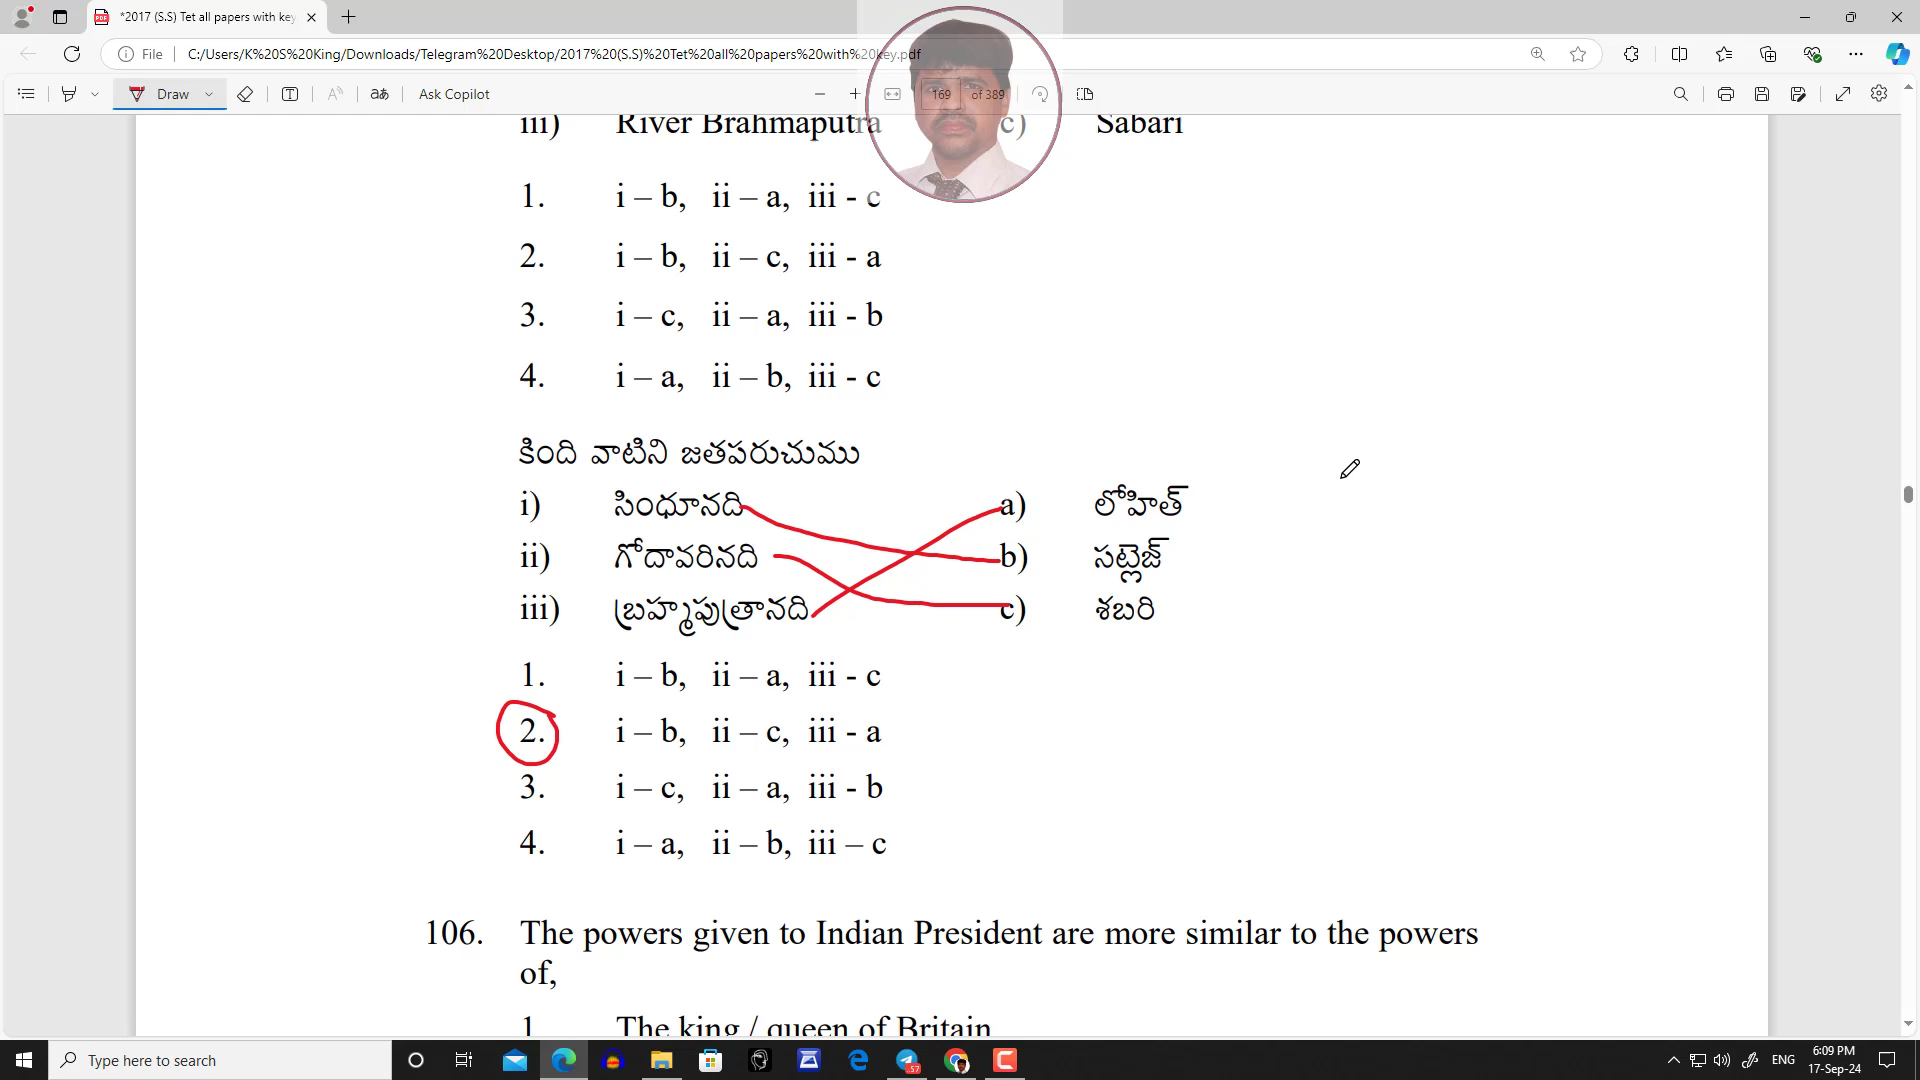 *2017 (S.S) Tet all papers with key
File
C:/Users/K%20S%20King/Downloads/Telegram%20Desktop/2017%20(S.S)%20Tet%20all%20papers%20with%20key.pdf
Draw
Ask Copilot
169 of 389
iii) River Brahmaputra c) Sabari
1. i – b, ii – a, iii - c
2. i – b, ii – c, iii - a
3. i – c, ii – a, iii - b
4. i – a, ii – b, iii - c
కింది వాటిని జతపరుచుము
i) సింధూనది a) లోహిత్
ii) గోదావరినది b) సట్లెజ్
iii) బ్రహ్మపుత్రానది c) శబరి
1. i – b, ii – a, iii - c
2. i – b, ii – c, iii - a
3. i – c, ii – a, iii - b
4. i – a, ii – b, iii – c
106. The powers given to Indian President are more similar to the powers
of,
1 The king / queen of Britain
Type here to search
57
ENG
6:09 PM
17-Sep-24